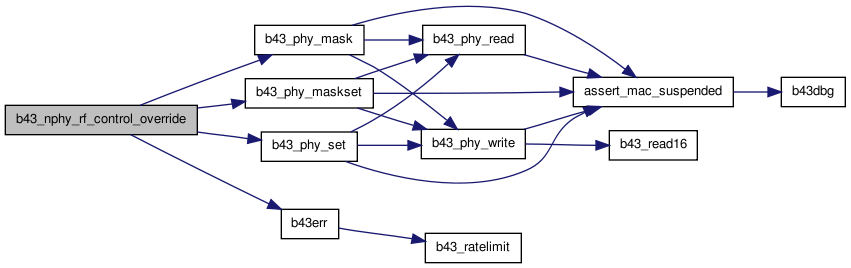 b43_nphy_rf_control_override
b43_phy_mask
b43_phy_maskset
b43_phy_set
b43err
b43_phy_read
b43_phy_write
b43_ratelimit
assert_mac_suspended
b43_read16
b43dbg